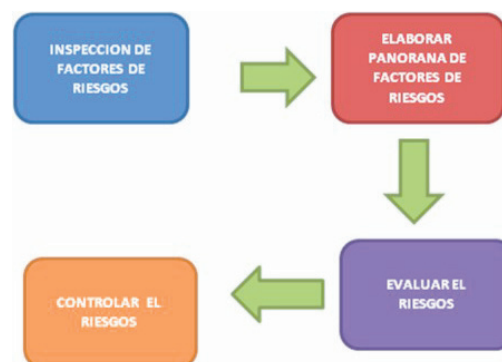 INSPECCION DE
FACTORES DE
RIESGOS
ELABORAR
PANORANA DE
FACTORES DE
RIESGOS
EVALUAR EL
RIESGOS
CONTROLAR EL
RIESGOS